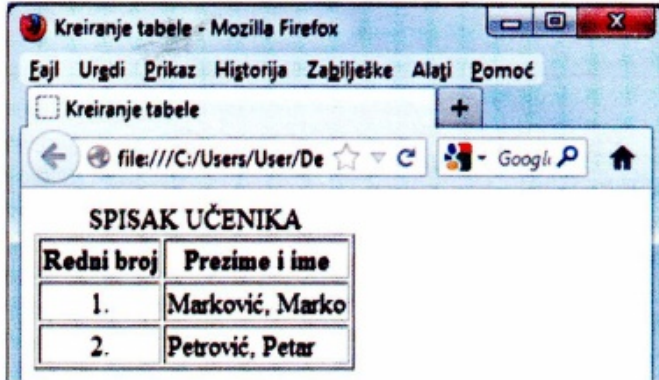 Kreiranje tabele - Mozilla Firefox
Fajl Uredi Prikaz Historija Zabilješke Alati Pomoć
Kreiranje tabele +
file:///C:/Users/User/De Google
SPISAK UČENIKA
Redni broj Prezime i ime
1. Marković, Marko
2. Petrović, Petar